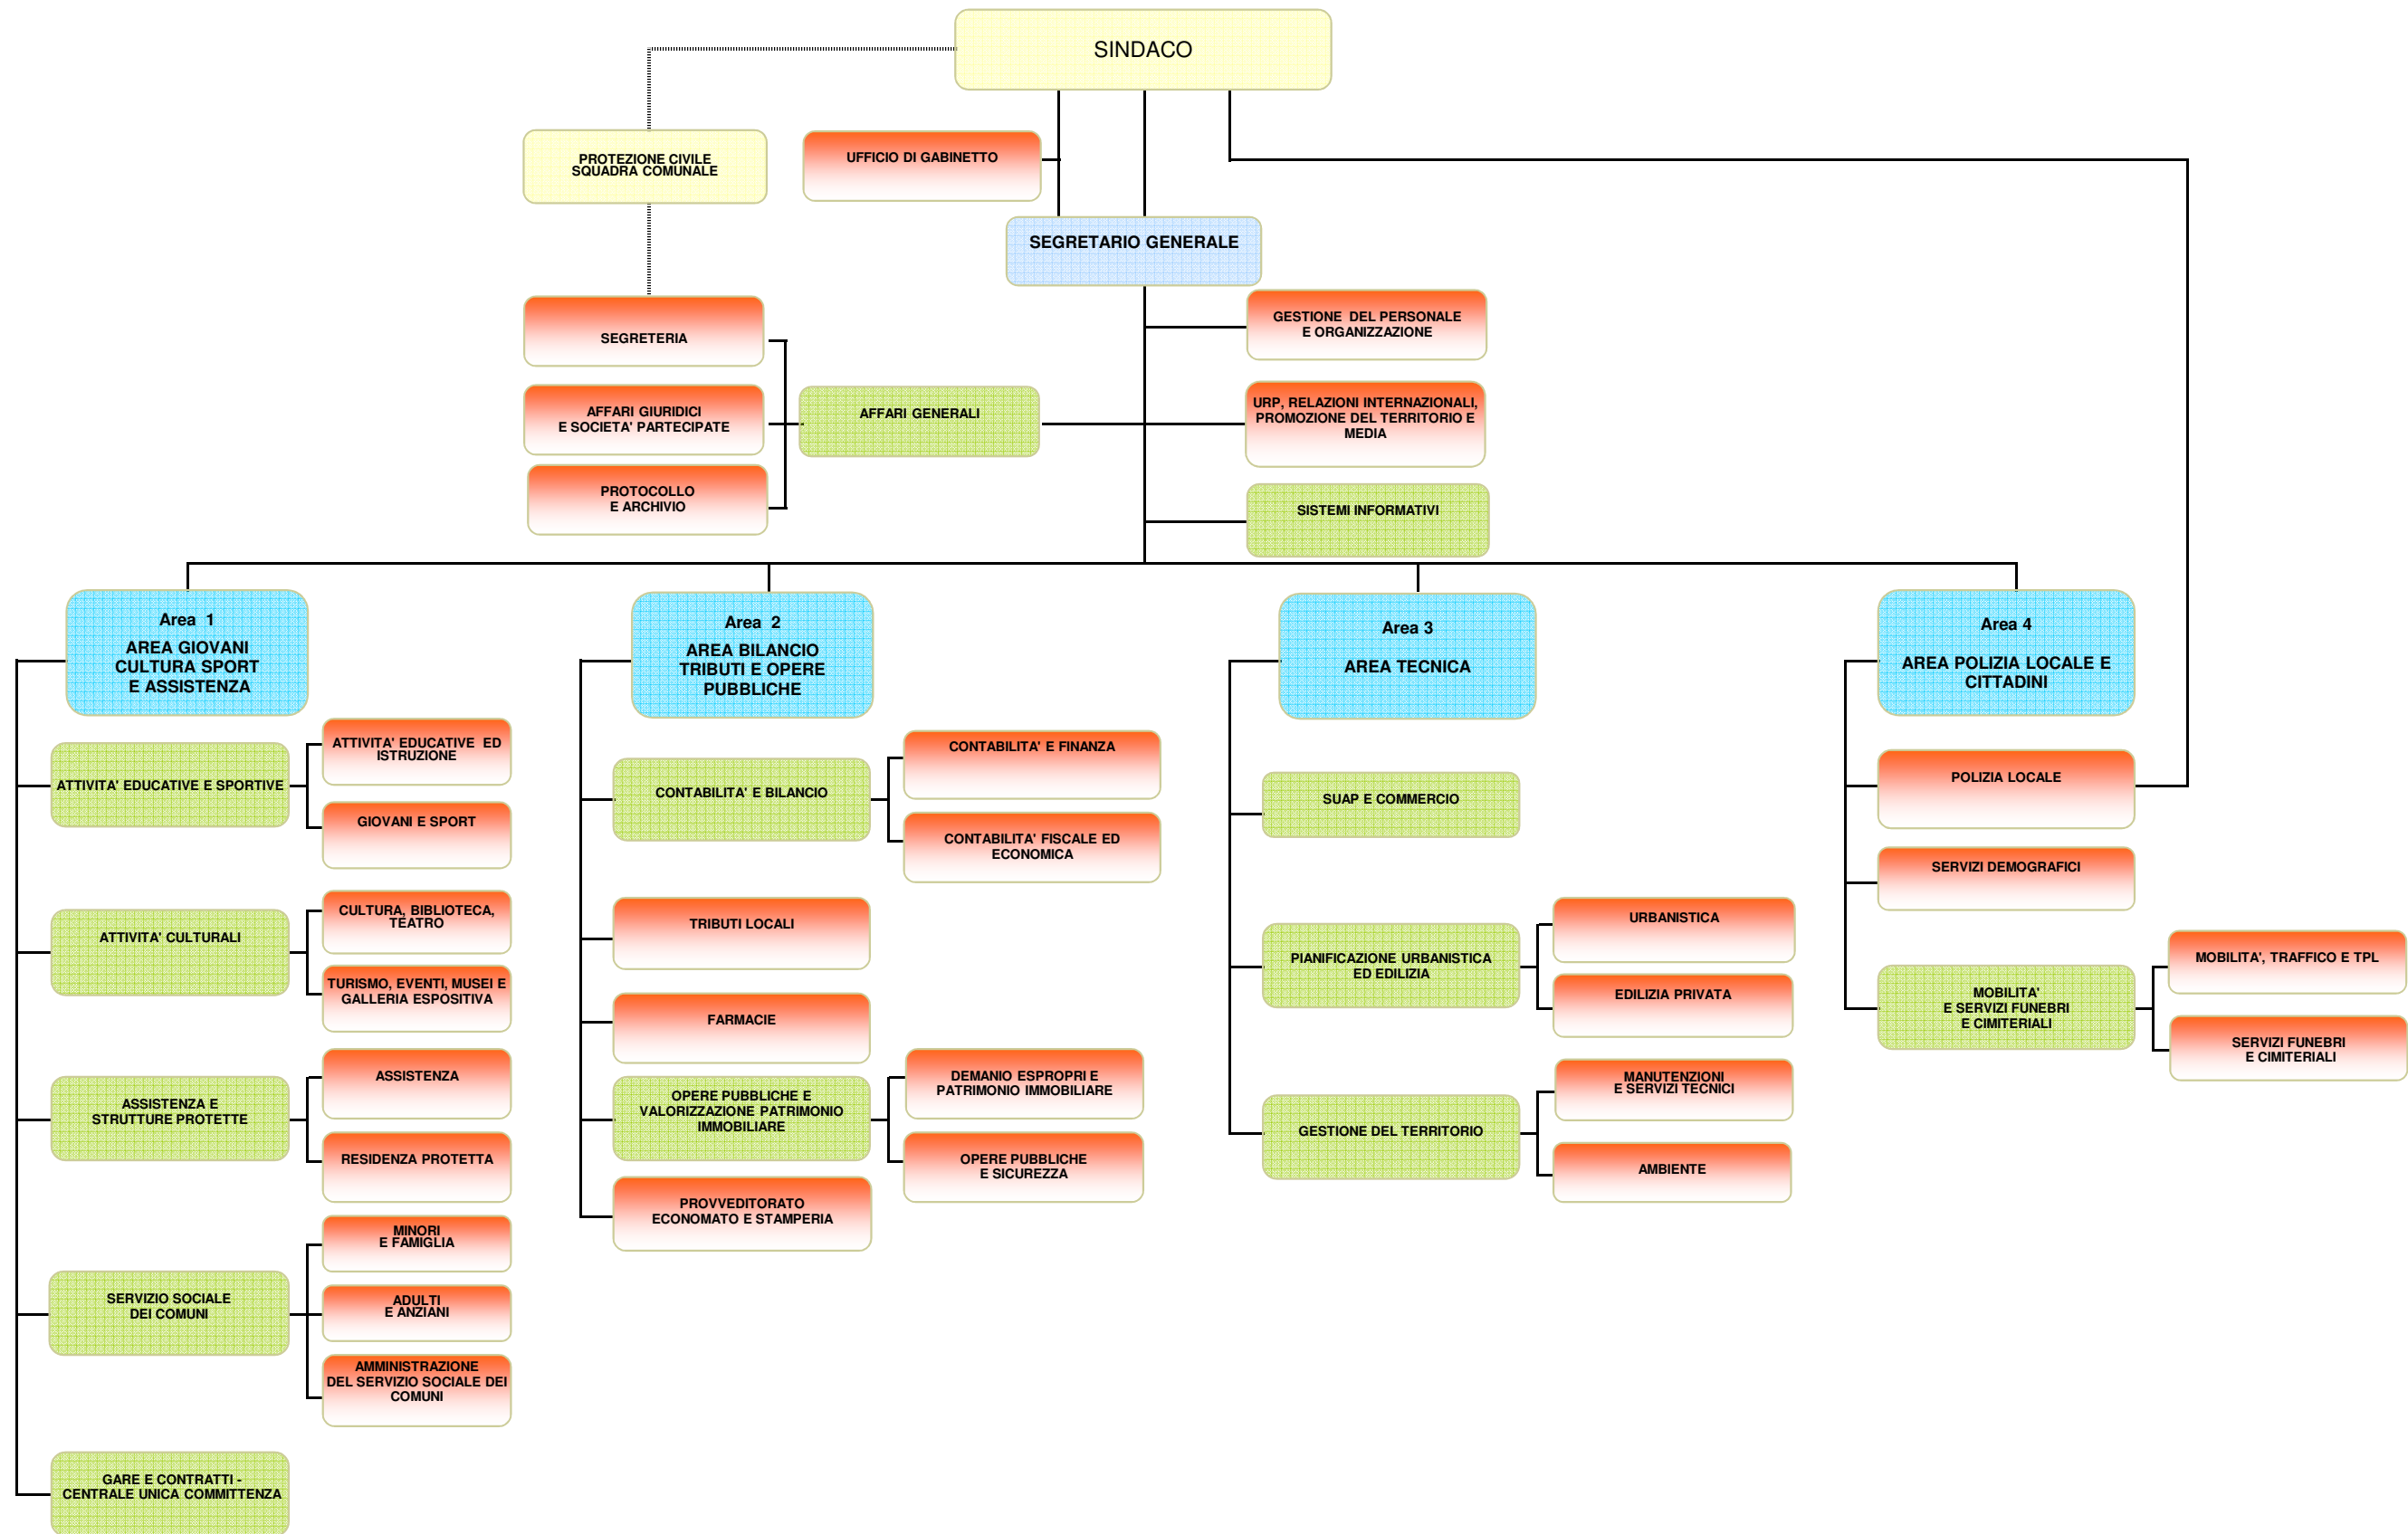 SINDACO
PROTEZIONE CIVILE
SQUADRA COMUNALE
UFFICIO DI GABINETTO
SEGRETARIO GENERALE
SEGRETERIA
GESTIONE DEL PERSONALE
E ORGANIZZAZIONE
AFFARI GIURIDICI
E SOCIETA' PARTECIPATE
AFFARI GENERALI
URP, RELAZIONI INTERNAZIONALI,
PROMOZIONE DEL TERRITORIO E
MEDIA
PROTOCOLLO
E ARCHIVIO
SISTEMI INFORMATIVI
Area 1
AREA GIOVANI
CULTURA SPORT
E ASSISTENZA
ATTIVITA' EDUCATIVE E SPORTIVE
ATTIVITA' EDUCATIVE ED
ISTRUZIONE
GIOVANI E SPORT
ATTIVITA' CULTURALI
CULTURA, BIBLIOTECA,
TEATRO
TURISMO, EVENTI, MUSEI E
GALLERIA ESPOSITIVA
ASSISTENZA E
STRUTTURE PROTETTE
ASSISTENZA
RESIDENZA PROTETTA
SERVIZIO SOCIALE
DEI COMUNI
MINORI
E FAMIGLIA
ADULTI
E ANZIANI
AMMINISTRAZIONE
DEL SERVIZIO SOCIALE DEI
COMUNI
GARE E CONTRATTI -
CENTRALE UNICA COMMITTENZA
Area 2
AREA BILANCIO
TRIBUTI E OPERE
PUBBLICHE
CONTABILITA' E BILANCIO
CONTABILITA' E FINANZA
CONTABILITA' FISCALE ED
ECONOMICA
TRIBUTI LOCALI
FARMACIE
OPERE PUBBLICHE E
VALORIZZAZIONE PATRIMONIO
IMMOBILIARE
DEMANIO ESPROPRI E
PATRIMONIO IMMOBILIARE
OPERE PUBBLICHE
E SICUREZZA
PROVVEDITORATO
ECONOMATO E STAMPERIA
Area 3
AREA TECNICA
SUAP E COMMERCIO
PIANIFICAZIONE URBANISTICA
ED EDILIZIA
URBANISTICA
EDILIZIA PRIVATA
GESTIONE DEL TERRITORIO
MANUTENZIONI
E SERVIZI TECNICI
AMBIENTE
Area 4
AREA POLIZIA LOCALE E
CITTADINI
POLIZIA LOCALE
SERVIZI DEMOGRAFICI
MOBILITA'
E SERVIZI FUNEBRI
E CIMITERIALI
MOBILITA', TRAFFICO E TPL
SERVIZI FUNEBRI
E CIMITERIALI